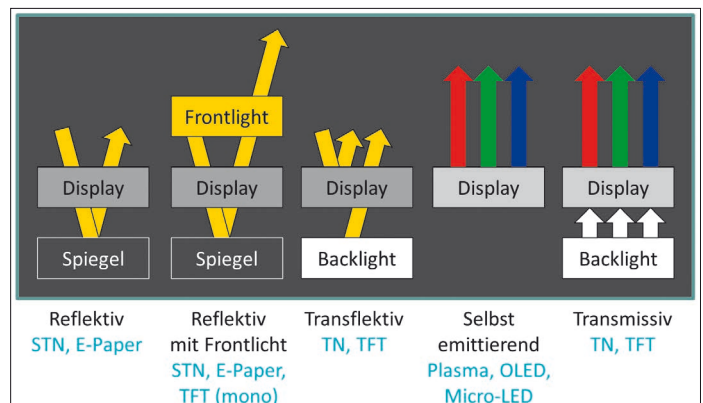 Frontlight
Display
Display
Display
Display
Display
Spiegel
Spiegel
Backlight
Backlight
Reflektiv
STN, E-Paper
Reflektiv
mit Frontlicht
STN, E-Paper,
TFT (mono)
Transflektiv
TN, TFT
Selbst
emittierend
Plasma, OLED,
Micro-LED
Transmissiv
TN, TFT